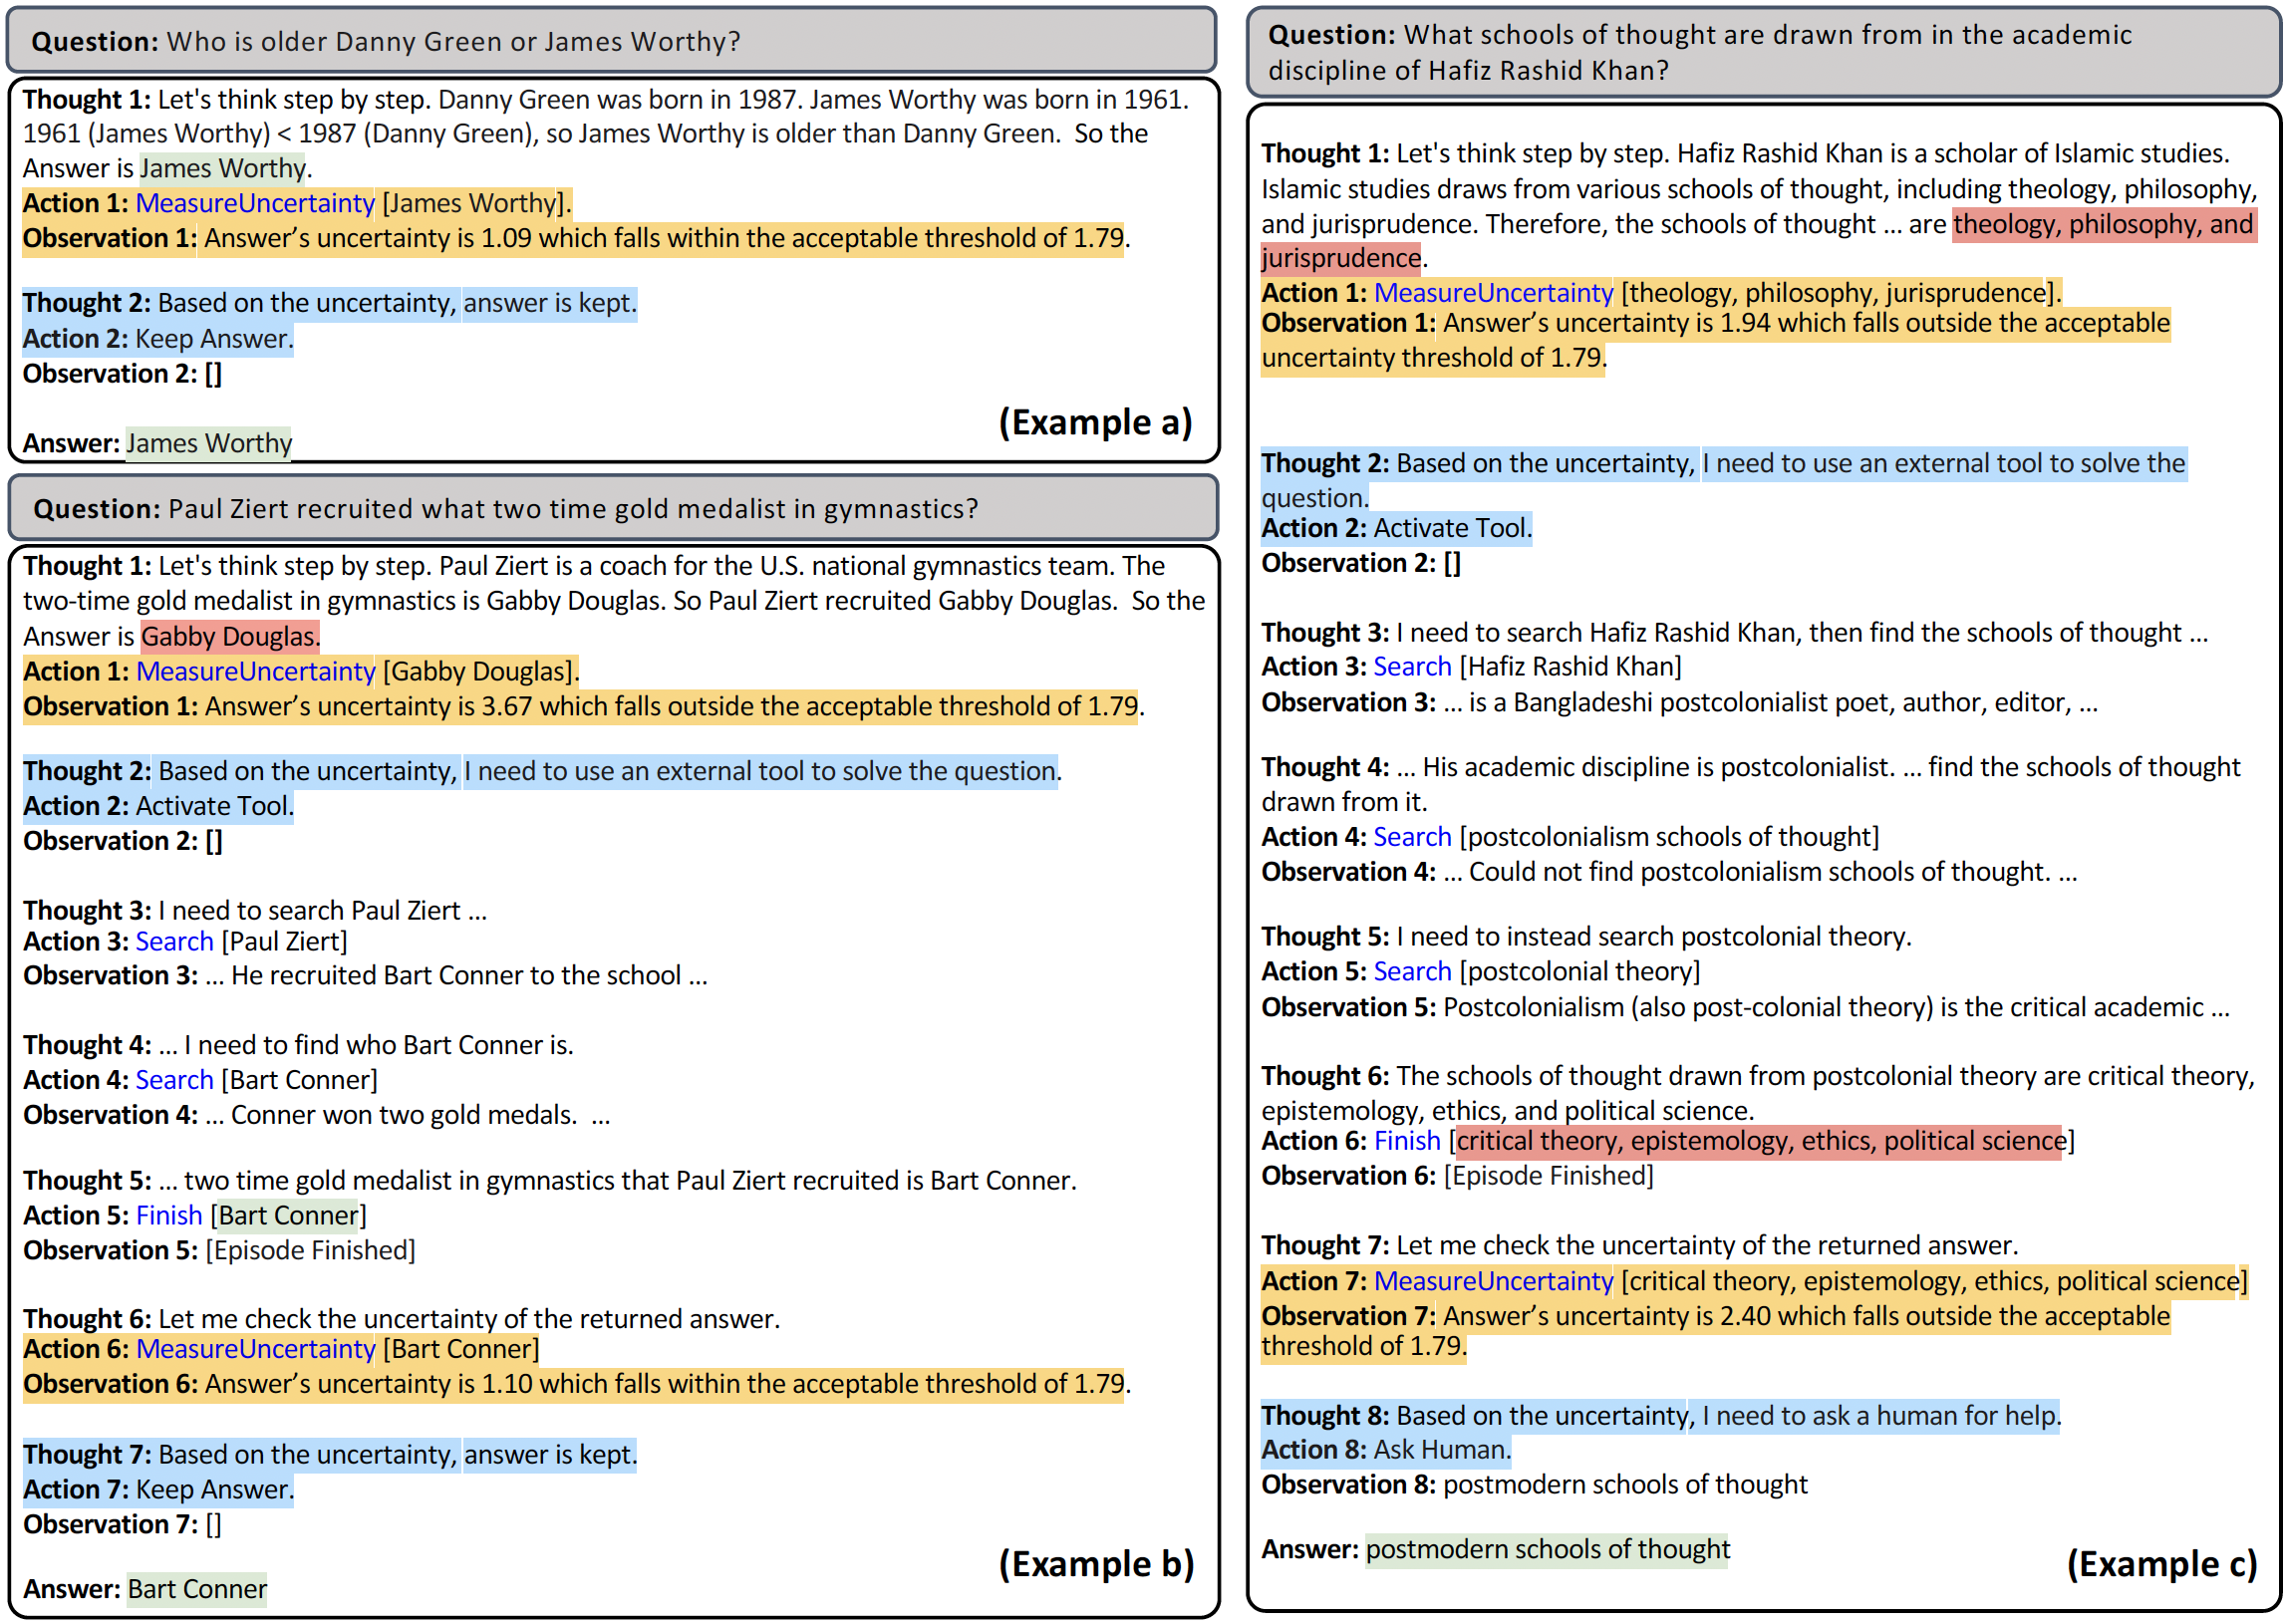 Question: Who is older Danny Green or James Worthy?
Thought 1: Let's think step by step. Danny Green was born in 1987. James Worthy was born in 1961.
1961 (James Worthy) < 1987 (Danny Green), so James Worthy is older than Danny Green. So the
Answer is James Worthy.
Action 1: MeasureUncertainty [James Worthy].
Observation 1: Answer’s uncertainty is 1.09 which falls within the acceptable threshold of 1.79.
Thought 2: Based on the uncertainty, answer is kept.
Action 2: Keep Answer.
Observation 2: []
Answer: James Worthy
(Example a)
Question: Paul Ziert recruited what two time gold medalist in gymnastics?
Thought 1: Let's think step by step. Paul Ziert is a coach for the U.S. national gymnastics team. The
two-time gold medalist in gymnastics is Gabby Douglas. So Paul Ziert recruited Gabby Douglas. So the
Answer is Gabby Douglas.
Action 1: MeasureUncertainty [Gabby Douglas].
Observation 1: Answer’s uncertainty is 3.67 which falls outside the acceptable threshold of 1.79.
Thought 2: Based on the uncertainty, I need to use an external tool to solve the question.
Action 2: Activate Tool.
Observation 2: []
Thought 3: I need to search Paul Ziert ...
Action 3: Search [Paul Ziert]
Observation 3: ... He recruited Bart Conner to the school ...
Thought 4: ... I need to find who Bart Conner is.
Action 4: Search [Bart Conner]
Observation 4: ... Conner won two gold medals. ...
Thought 5: ... two time gold medalist in gymnastics that Paul Ziert recruited is Bart Conner.
Action 5: Finish [Bart Conner]
Observation 5: [Episode Finished]
Thought 6: Let me check the uncertainty of the returned answer.
Action 6: MeasureUncertainty [Bart Conner]
Observation 6: Answer’s uncertainty is 1.10 which falls within the acceptable threshold of 1.79.
Thought 7: Based on the uncertainty, answer is kept.
Action 7: Keep Answer.
Observation 7: []
Answer: Bart Conner
(Example b)
Question: What schools of thought are drawn from in the academic
discipline of Hafiz Rashid Khan?
Thought 1: Let's think step by step. Hafiz Rashid Khan is a scholar of Islamic studies.
Islamic studies draws from various schools of thought, including theology, philosophy,
and jurisprudence. Therefore, the schools of thought ... are theology, philosophy, and
jurisprudence.
Action 1: MeasureUncertainty [theology, philosophy, jurisprudence].
Observation 1: Answer’s uncertainty is 1.94 which falls outside the acceptable
uncertainty threshold of 1.79.
Thought 2: Based on the uncertainty, I need to use an external tool to solve the
question.
Action 2: Activate Tool.
Observation 2: []
Thought 3: I need to search Hafiz Rashid Khan, then find the schools of thought ...
Action 3: Search [Hafiz Rashid Khan]
Observation 3: ... is a Bangladeshi postcolonialist poet, author, editor, ...
Thought 4: ... His academic discipline is postcolonialist. ... find the schools of thought
drawn from it.
Action 4: Search [postcolonialism schools of thought]
Observation 4: ... Could not find postcolonialism schools of thought. ...
Thought 5: I need to instead search postcolonial theory.
Action 5: Search [postcolonial theory]
Observation 5: Postcolonialism (also post-colonial theory) is the critical academic ...
Thought 6: The schools of thought drawn from postcolonial theory are critical theory,
epistemology, ethics, and political science.
Action 6: Finish [critical theory, epistemology, ethics, political science]
Observation 6: [Episode Finished]
Thought 7: Let me check the uncertainty of the returned answer.
Action 7: MeasureUncertainty [critical theory, epistemology, ethics, political science]
Observation 7: Answer’s uncertainty is 2.40 which falls outside the acceptable
threshold of 1.79.
Thought 8: Based on the uncertainty, I need to ask a human for help.
Action 8: Ask Human.
Observation 8: postmodern schools of thought
Answer: postmodern schools of thought
(Example c)